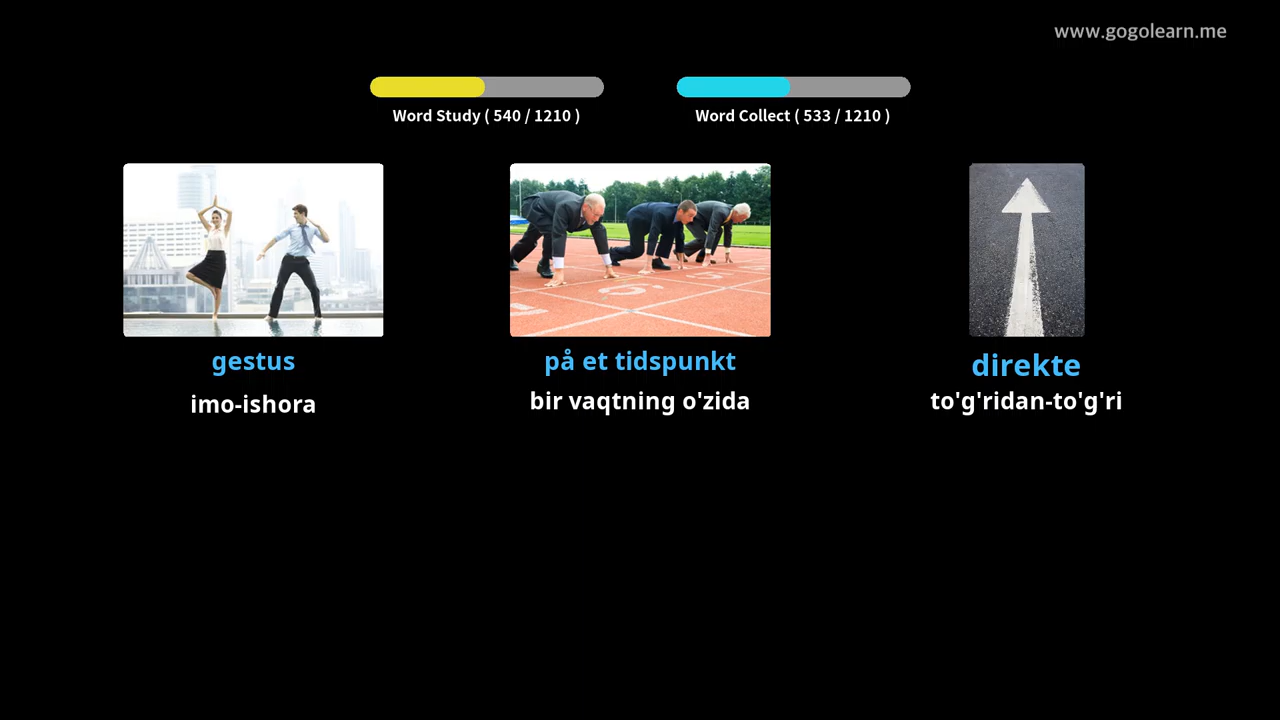 www.gogolearn.me
Word Study ( 540 / 1210 )
Word Collect ( 533 / 1210 )
gestus
på et tidspunkt
direkte
imo-ishora
bir vaqtning o'zida
to'g'ridan-to'g'ri